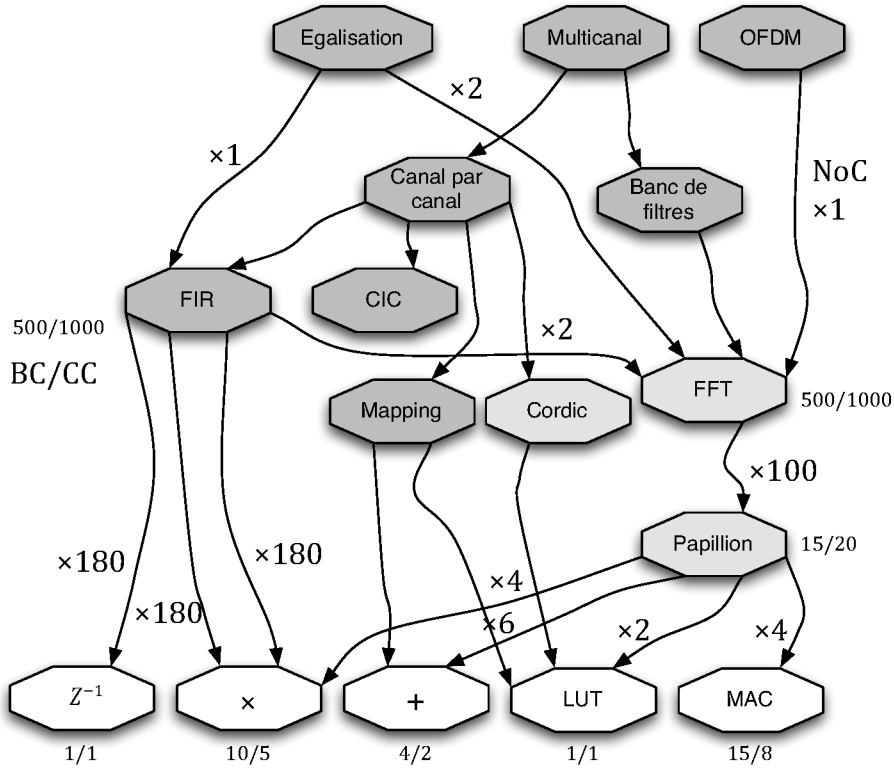 Egalisation
Multicanal
OFDM
×2
×1
Canal par
canal
Banc de
filtres
NoC
×1
FIR
CIC
500/1000
BC/CC
×2
Mapping
Cordic
FFT
500/1000
×100
Papillion
15/20
×180
×180
×180
×4
×6
×2
×4
Z⁻¹
×
+
LUT
MAC
1/1
10/5
4/2
1/1
15/8